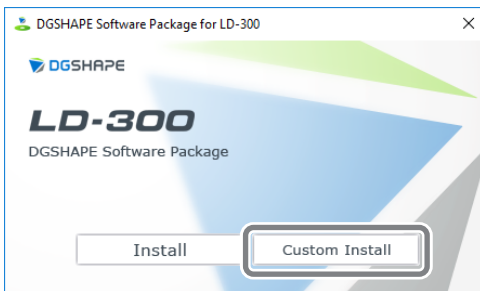 DGSHAPE Software Package for LD-300
DGSHAPE
LD-300
DGSHAPE Software Package
Install
Custom Install